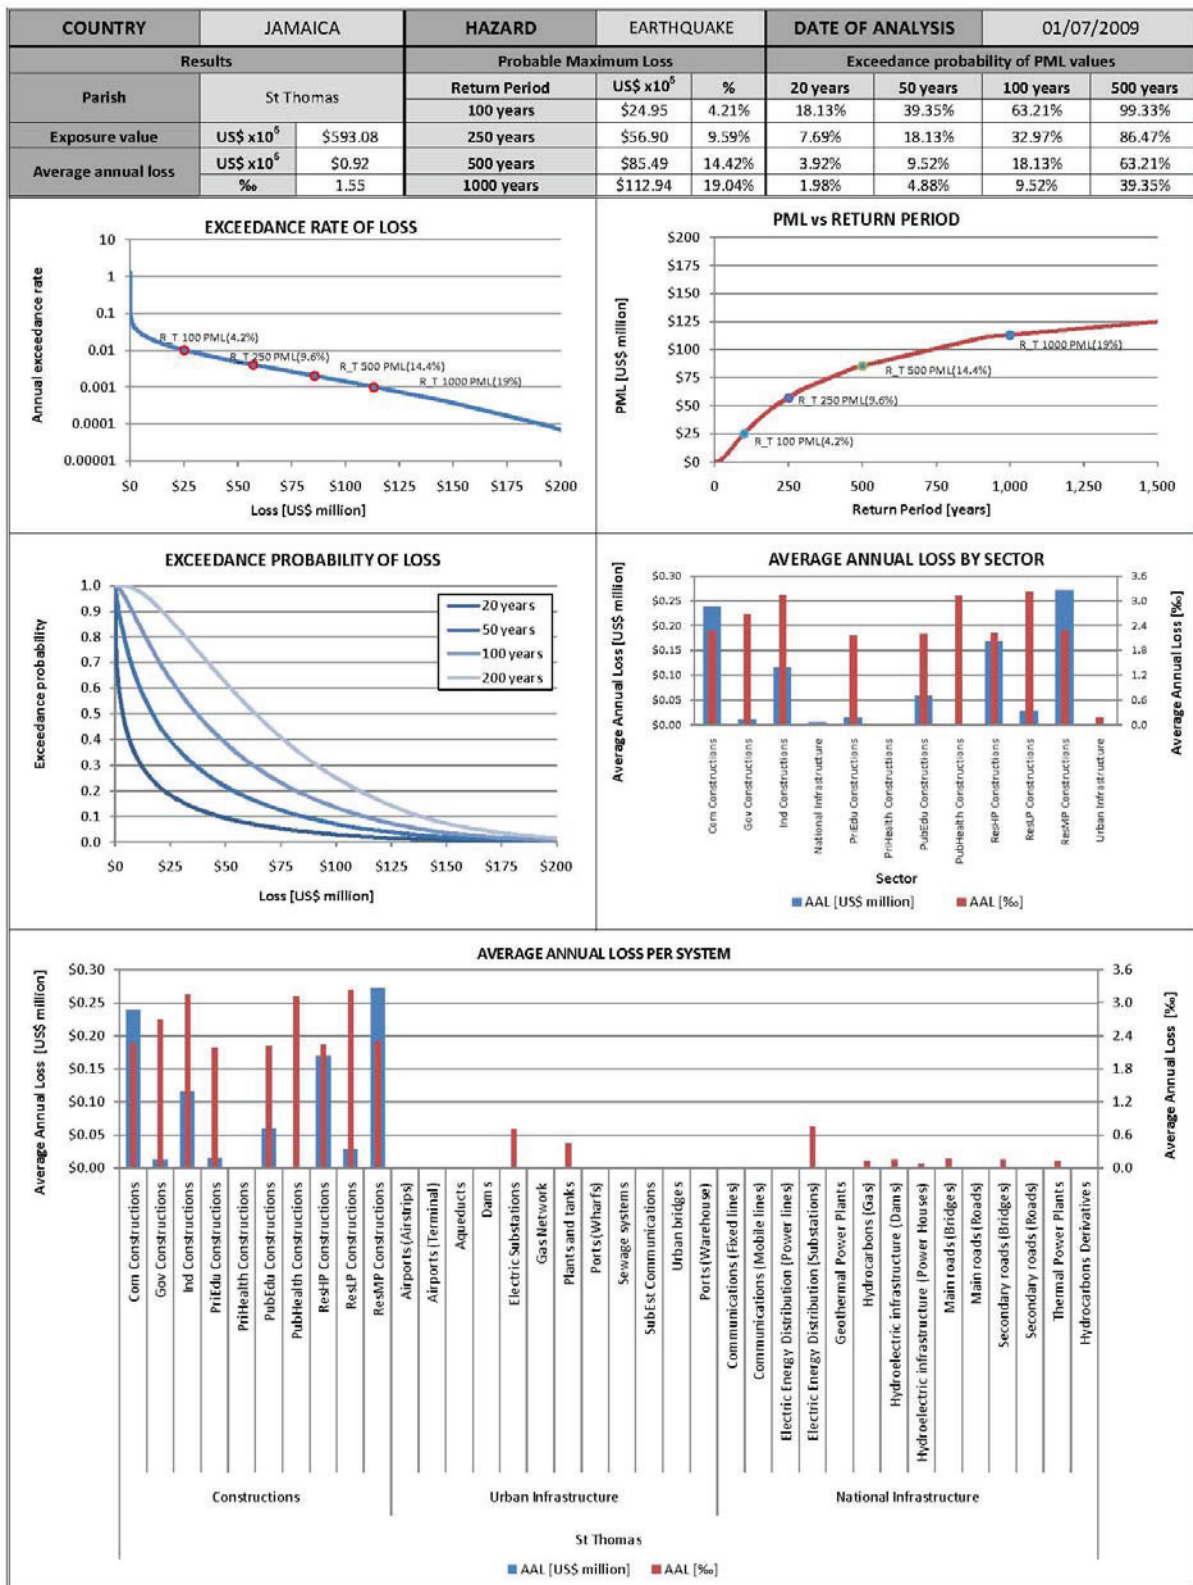 COUNTRY JAMAICA HAZARD EARTHQUAKE DATE OF ANALYSIS 01/07/2009
Results Probable Maximum Loss Exceedance probability of PML values
Parish St Thomas Return Period US$ x10⁶ % 20 years 50 years 100 years 500 years
100 years $24.95 4.21% 18.13% 39.35% 63.21% 99.33%
Exposure value US$ x10⁶ $593.08 250 years $56.90 9.59% 7.69% 18.13% 32.97% 86.47%
Average annual loss US$ x10⁶ $0.92 500 years $85.49 14.42% 3.92% 9.52% 18.13% 63.21%
‰ 1.55 1000 years $112.94 19.04% 1.98% 4.88% 9.52% 39.35%
EXCEEDANCE RATE OF LOSS
Annual exceedance rate
10
1
0.1
0.01
0.001
0.0001
0.00001
R_T 100 PML(4.2%)
R_T 250 PML(9.6%)
R_T 500 PML(14.4%)
R_T 1000 PML(19%)
$0 $25 $50 $75 $100 $125 $150 $175 $200
Loss [US$ million]
PML vs RETURN PERIOD
PML [US$ million]
$200
$175
$150
$125
$100
$75
$50
$25
$0
R_T 1000 PML(19%)
R_T 500 PML(14.4%)
R_T 250 PML(9.6%)
R_T 100 PML(4.2%)
0 250 500 750 1,000 1,250 1,500
Return Period [years]
EXCEEDANCE PROBABILITY OF LOSS
Exceedance probability
1.0
0.9
0.8
0.7
0.6
0.5
0.4
0.3
0.2
0.1
0.0
20 years
50 years
100 years
200 years
$0 $25 $50 $75 $100 $125 $150 $175 $200
Loss [US$ million]
AVERAGE ANNUAL LOSS BY SECTOR
Average Annual Loss [US$ million]
$0.30
$0.25
$0.20
$0.15
$0.10
$0.05
$0.00
3.6
3.0
2.4
1.8
1.2
0.6
0.0
Average Annual Loss [‰]
Com Constructions
Gov Constructions
Ind Constructions
National Infrastructure
PriEdu Constructions
PriHealth Constructions
PubEdu Constructions
PubHealth Constructions
ResHP Constructions
ResLP Constructions
ResMP Constructions
Urban Infrastructure
Sector
AAL [US$ million] AAL [‰]
AVERAGE ANNUAL LOSS PER SYSTEM
Average Annual Loss [US$ million]
$0.30
$0.25
$0.20
$0.15
$0.10
$0.05
$0.00
3.6
3.0
2.4
1.8
1.2
0.6
0.0
Average Annual Loss [‰]
Com Constructions
Gov Constructions
Ind Constructions
PriEdu Constructions
PriHealth Constructions
PubEdu Constructions
PubHealth Constructions
ResHP Constructions
ResLP Constructions
ResMP Constructions
Airports (Airstrips)
Airports (Terminal)
Aqueducts
Dams
Electric Substations
Gas Network
Plants and tanks
Ports (Wharfs)
Sewage systems
SubEst Communications
Urban bridges
Ports (Warehouse)
Communications (Fixed lines)
Communications (Mobile lines)
Electric Energy Distribution (Power lines)
Electric Energy Distribution (Substations)
Geothermal Power Plants
Hydrocarbons (Gas)
Hydroelectric infrastructure (Dams)
Hydroelectric infrastructure (Power Houses)
Main roads (Bridges)
Main roads (Roads)
Secondary roads (Bridges)
Secondary roads (Roads)
Thermal Power Plants
Hydrocarbons Derivatives
Constructions Urban Infrastructure National Infrastructure
St Thomas
AAL [US$ million] AAL [‰]